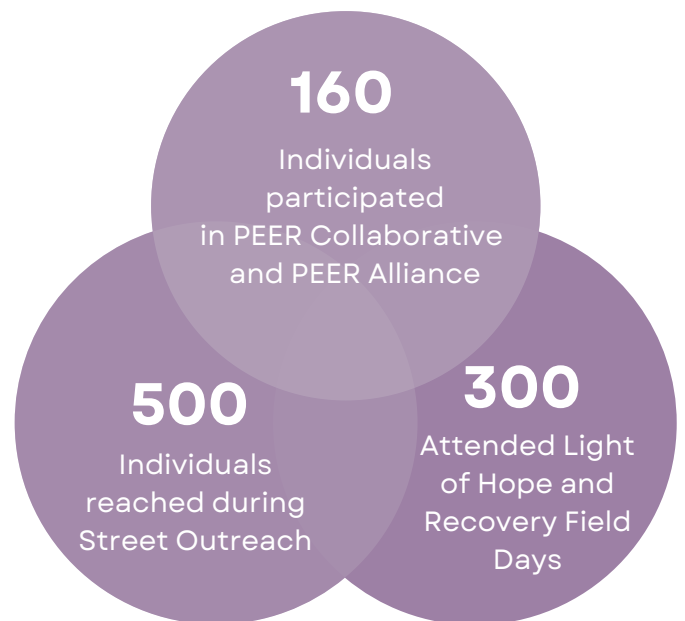 160
Individuals
participated
in PEER Collaborative
and PEER Alliance
500
Individuals
reached during
Street Outreach
300
Attended Light
of Hope and
Recovery Field
Days